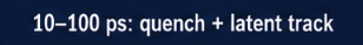 10–100 ps: quench + latent track